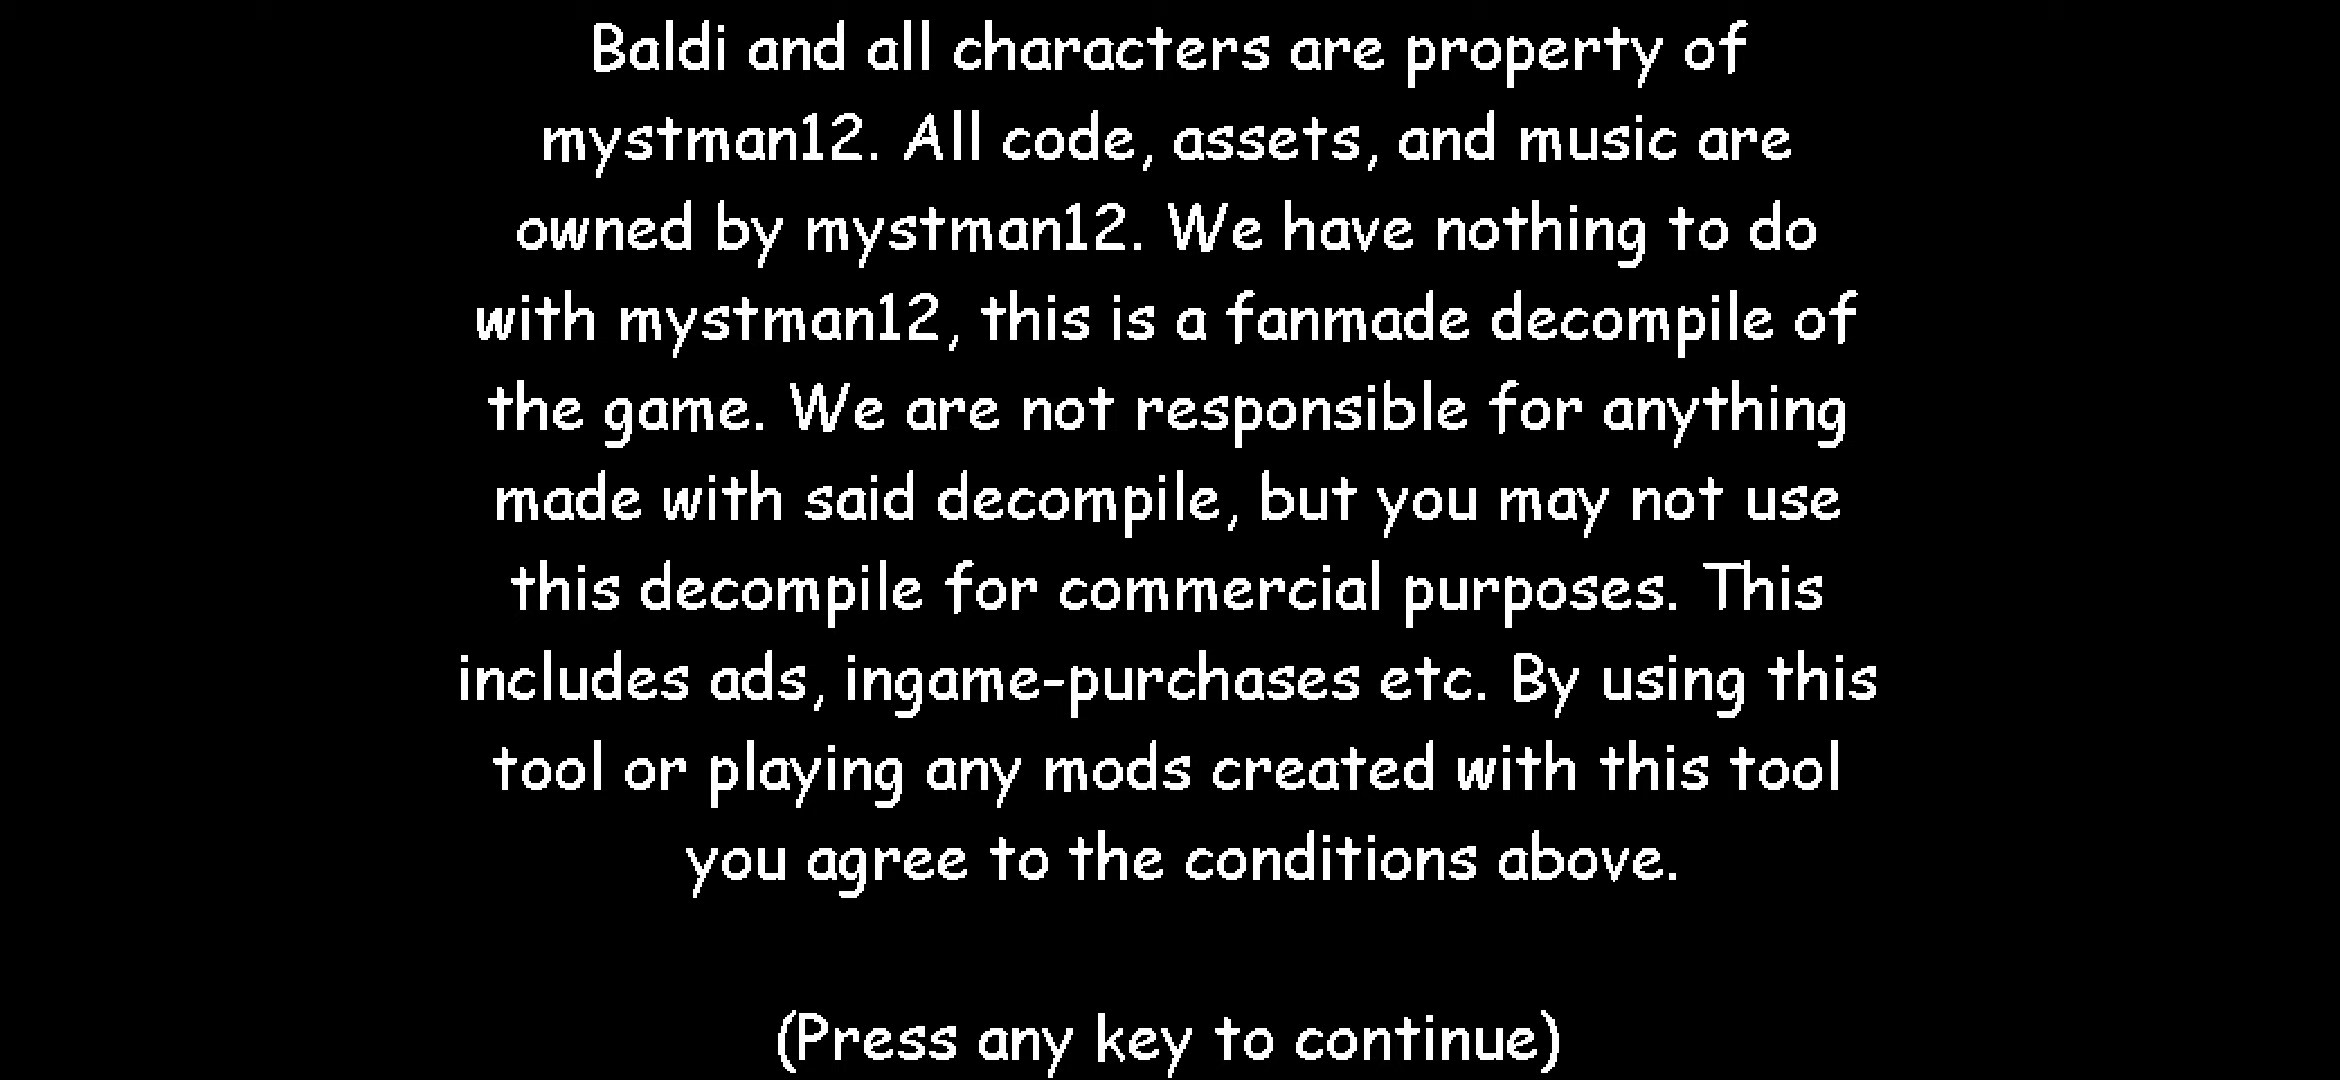 Baldi and all characters are property of
mystman12. All code, assets, and music are
owned by mystman12. We have nothing to do
with mystman12, this is a fanmade decompile of
the game. We are not responsible for anything
made with said decompile, but you may not use
this decompile for commercial purposes. This
includes ads, ingame-purchases etc. By using this
tool or playing any mods created with this tool
you agree to the conditions above.
(Press any key to continue)